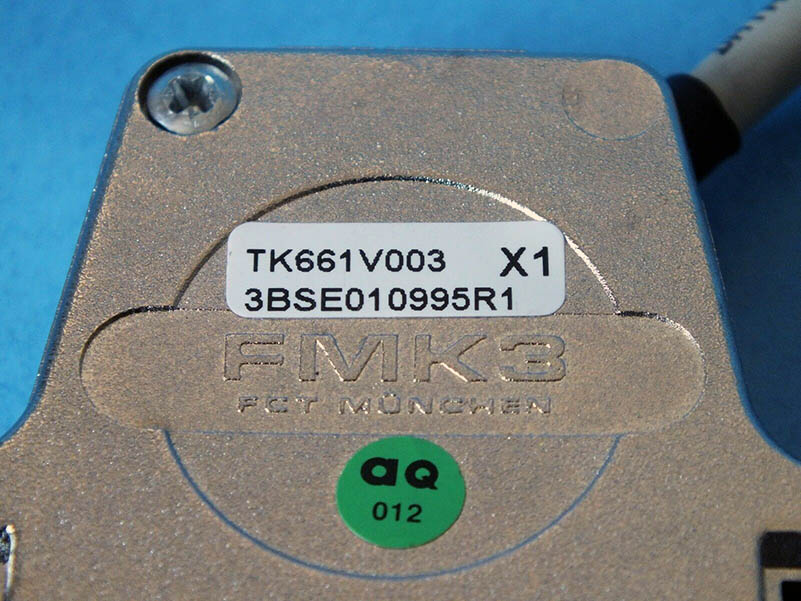 TK661V003 X1
3BSE010995R1
FMK3
FCT MÜNCHEN
aQ
012